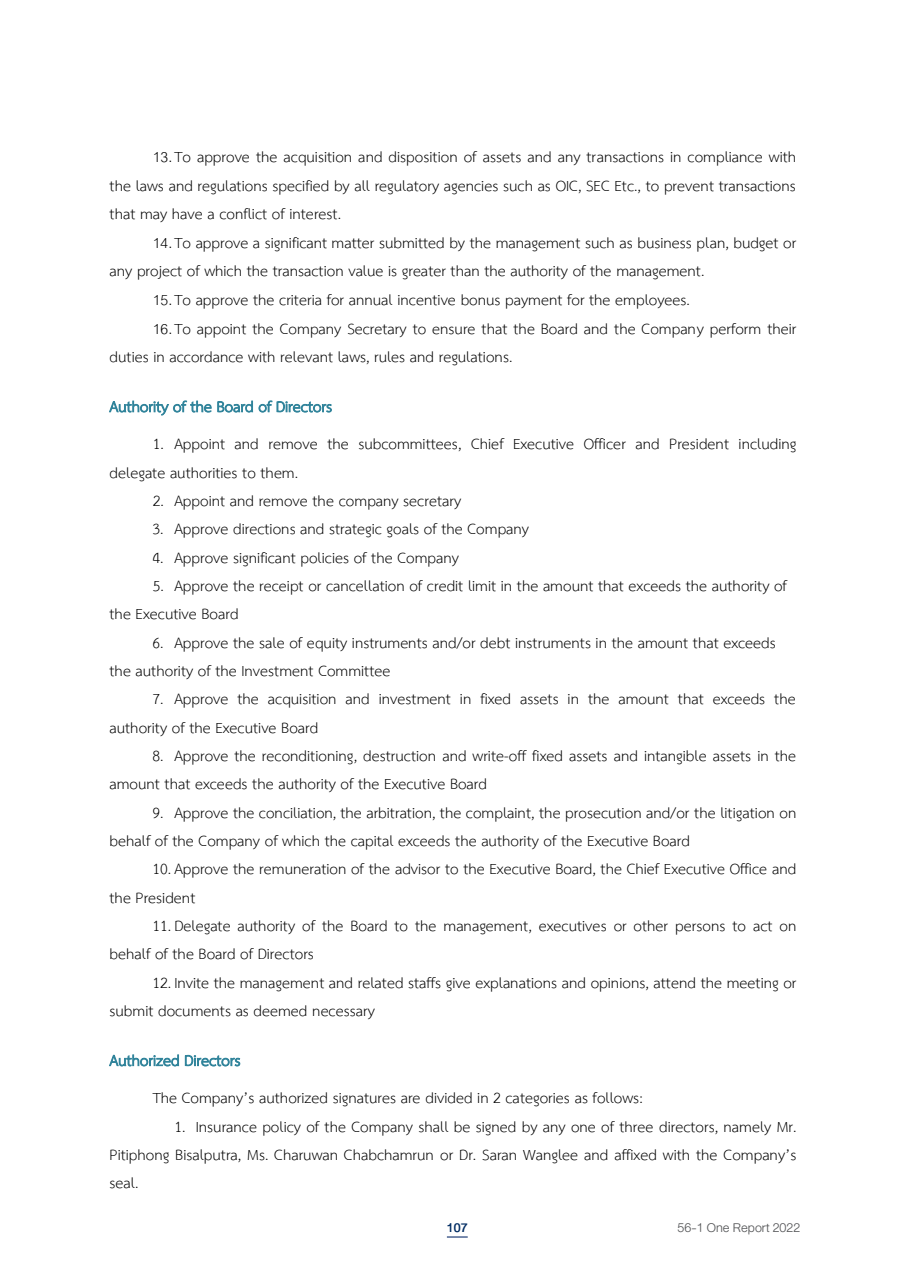 13. To approve the acquisition and disposition of assets and any transactions in compliance with
the laws and regulations specified by all regulatory agencies such as OIC, SEC Etc., to prevent transactions
that may have a conflict of interest.
14. To approve a significant matter submitted by the management such as business plan, budget or
any project of which the transaction value is greater than the authority of the management.
15. To approve the criteria for annual incentive bonus payment for the employees.
16. To appoint the Company Secretary to ensure that the Board and the Company perform their
duties in accordance with relevant laws, rules and regulations.
Authority of the Board of Directors
1. Appoint and remove the subcommittees, Chief Executive Officer and President including
delegate authorities to them.
2. Appoint and remove the company secretary
3. Approve directions and strategic goals of the Company
4. Approve significant policies of the Company
5. Approve the receipt or cancellation of credit limit in the amount that exceeds the authority of
the Executive Board
6. Approve the sale of equity instruments and/or debt instruments in the amount that exceeds
the authority of the Investment Committee
7. Approve the acquisition and investment in fixed assets in the amount that exceeds the
authority of the Executive Board
8. Approve the reconditioning, destruction and write-off fixed assets and intangible assets in the
amount that exceeds the authority of the Executive Board
9. Approve the conciliation, the arbitration, the complaint, the prosecution and/or the litigation on
behalf of the Company of which the capital exceeds the authority of the Executive Board
10. Approve the remuneration of the advisor to the Executive Board, the Chief Executive Office and
the President
11. Delegate authority of the Board to the management, executives or other persons to act on
behalf of the Board of Directors
12. Invite the management and related staffs give explanations and opinions, attend the meeting or
submit documents as deemed necessary
Authorized Directors
The Company's authorized signatures are divided in 2 categories as follows:
1. Insurance policy of the Company shall be signed by any one of three directors, namely Mr.
Pitiphong Bisalputra, Ms. Charuwan Chabchamrun or Dr. Saran Wanglee and affixed with the Company's
seal.
107
56-1 One Report 2022